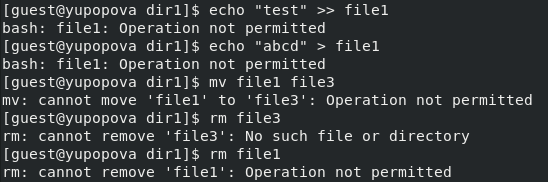 [guest@yupopova dir1]$ echo "test" >> file1
bash: file1: Operation not permitted
[guest@yupopova dir1]$ echo "abcd" > file1
bash: file1: Operation not permitted
[guest@yupopova dir1]$ mv file1 file3
mv: cannot move 'file1' to 'file3': Operation not permitted
[guest@yupopova dir1]$ rm file3
rm: cannot remove 'file3': No such file or directory
[guest@yupopova dir1]$ rm file1
rm: cannot remove 'file1': Operation not permitted